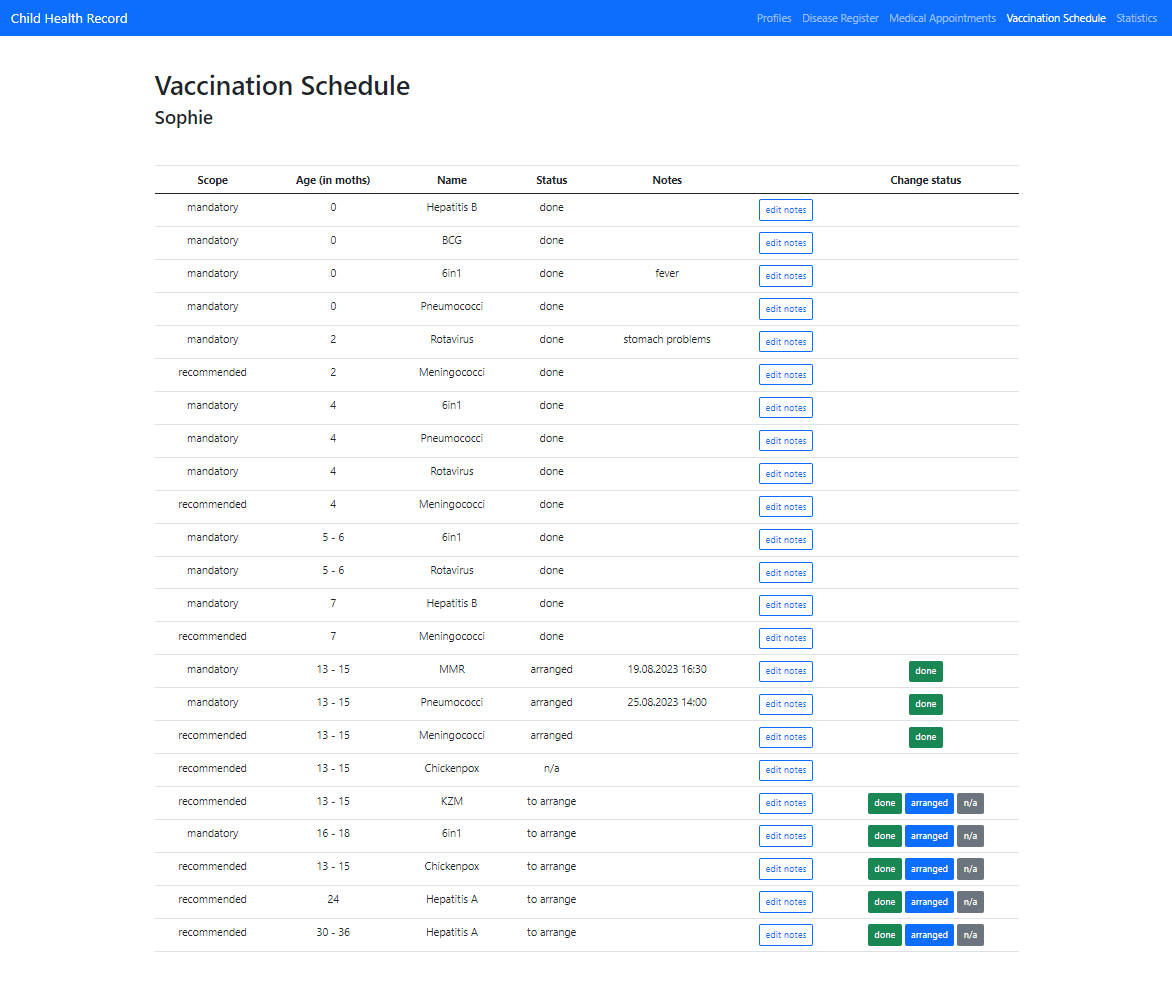 Child Health Record Profiles Disease Register Medical Appointments Vaccination Schedule Statistics
Vaccination Schedule
Sophie
Scope Age (in moths) Name Status Notes Change status
mandatory 0 Hepatitis B done edit notes
mandatory 0 BCG done edit notes
mandatory 0 6in1 done fever edit notes
mandatory 0 Pneumococci done edit notes
mandatory 2 Rotavirus done stomach problems edit notes
recommended 2 Meningococci done edit notes
mandatory 4 6in1 done edit notes
mandatory 4 Pneumococci done edit notes
mandatory 4 Rotavirus done edit notes
recommended 4 Meningococci done edit notes
mandatory 5 - 6 6in1 done edit notes
mandatory 5 - 6 Rotavirus done edit notes
mandatory 7 Hepatitis B done edit notes
recommended 7 Meningococci done edit notes
mandatory 13 - 15 MMR arranged 19.08.2023 16:30 edit notes done
mandatory 13 - 15 Pneumococci arranged 25.08.2023 14:00 edit notes done
recommended 13 - 15 Meningococci arranged edit notes done
recommended 13 - 15 Chickenpox n/a edit notes
recommended 13 - 15 KZM to arrange edit notes done arranged n/a
mandatory 16 - 18 6in1 to arrange edit notes done arranged n/a
recommended 13 - 15 Chickenpox to arrange edit notes done arranged n/a
recommended 24 Hepatitis A to arrange edit notes done arranged n/a
recommended 30 - 36 Hepatitis A to arrange edit notes done arranged n/a